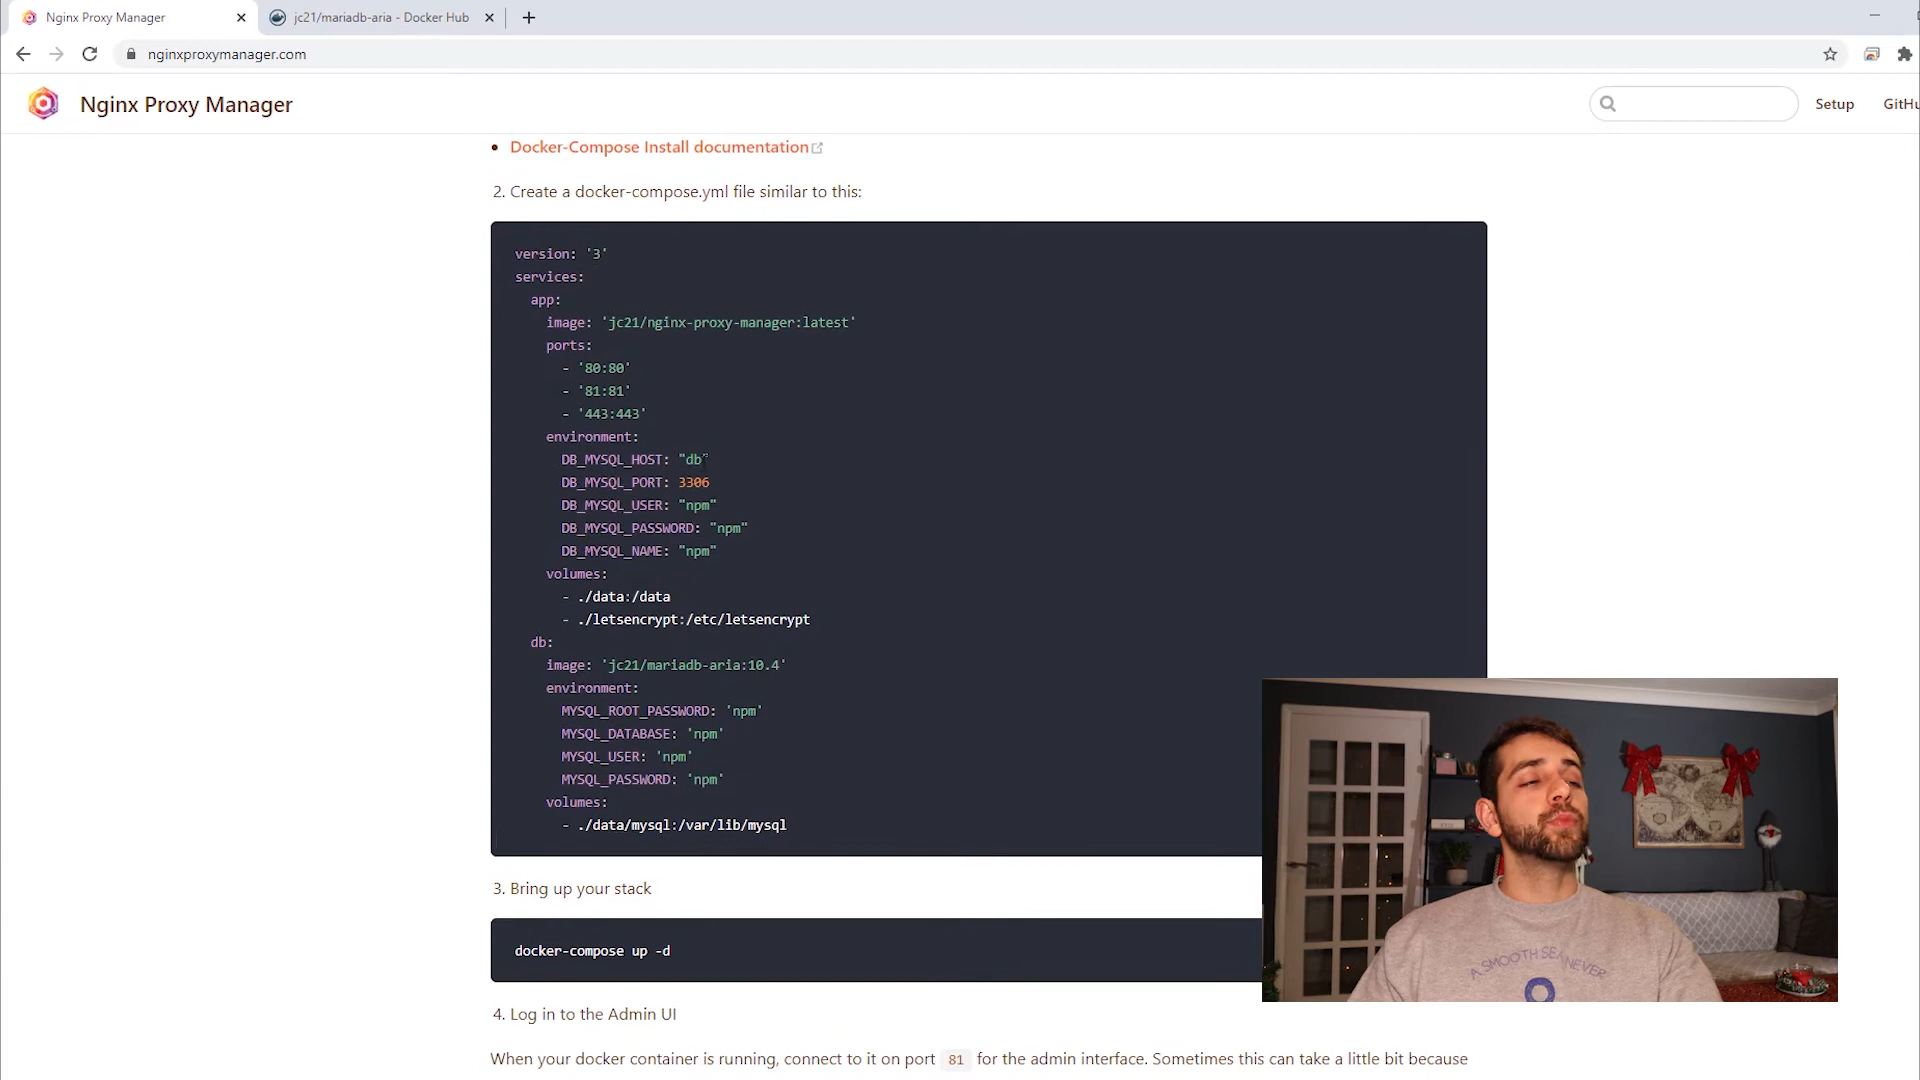 Nginx Proxy Manager
jc21/mariadb-aria - Docker Hub
nginxproxymanager.com
Nginx Proxy Manager
Setup
GitHu
Docker-Compose Install documentation
2. Create a docker-compose.yml file similar to this:
version: '3'
services:
app:
image: 'jc21/nginx-proxy-manager:latest'
ports:
- '80:80'
- '81:81'
- '443:443'
environment:
DB_MYSQL_HOST: "db"
DB_MYSQL_PORT: 3306
DB_MYSQL_USER: "npm"
DB_MYSQL_PASSWORD: "npm"
DB_MYSQL_NAME: "npm"
volumes:
- ./data:/data
- ./letsencrypt:/etc/letsencrypt
db:
image: 'jc21/mariadb-aria:10.4'
environment:
MYSQL_ROOT_PASSWORD: 'npm'
MYSQL_DATABASE: 'npm'
MYSQL_USER: 'npm'
MYSQL_PASSWORD: 'npm'
volumes:
- ./data/mysql:/var/lib/mysql
3. Bring up your stack
docker-compose up -d
4. Log in to the Admin UI
When your docker container is running, connect to it on port 81 for the admin interface. Sometimes this can take a little bit because
A SMOOTH SEA NEVER